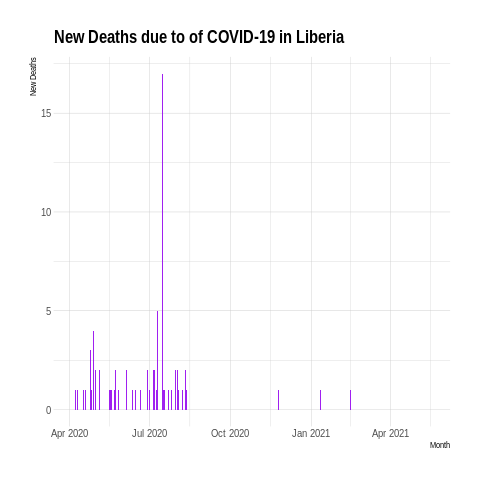 New Deaths due to of COVID-19 in Liberia
New Deaths
15
10
5
0
Apr 2020 Jul 2020 Oct 2020 Jan 2021 Apr 2021
Month